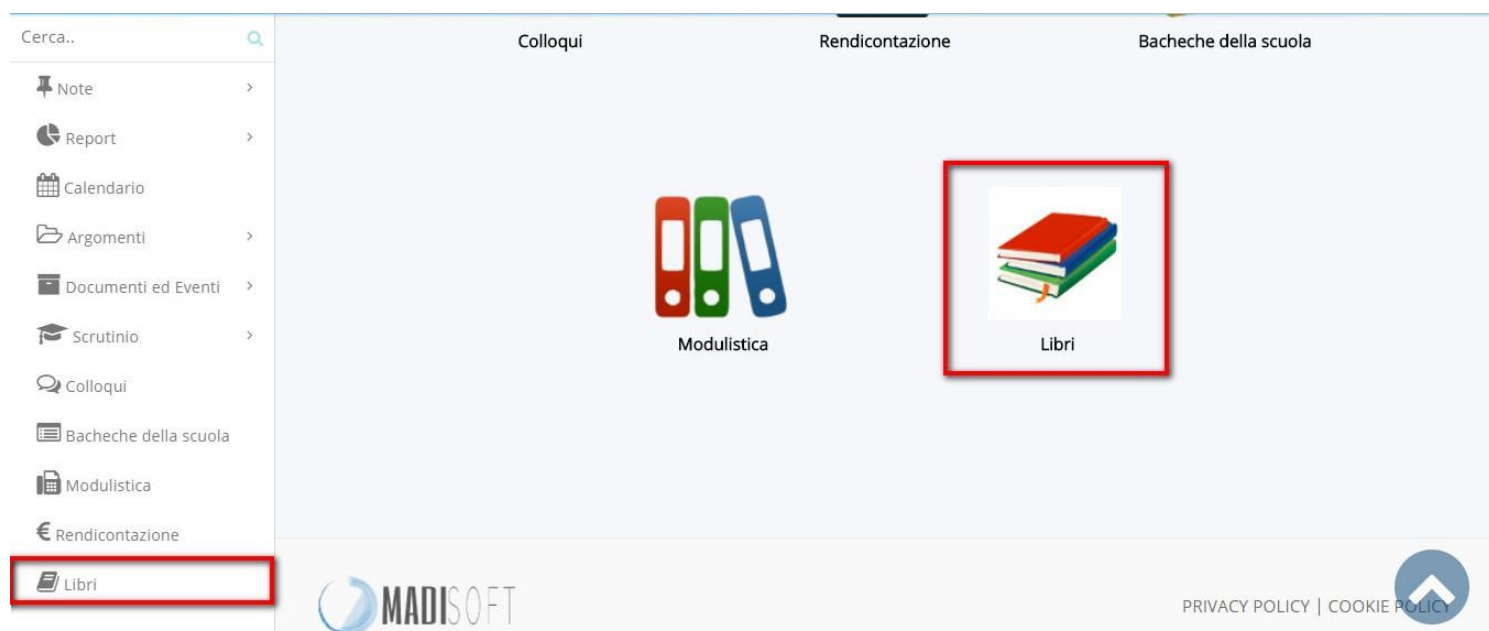 Cerca..
Note
Report
Calendario
Argomenti
Documenti ed Eventi
Scrutinio
Colloqui
Bacheche della scuola
Modulistica
€ Rendicontazione
Libri
Colloqui
Rendicontazione
Bacheche della scuola
Modulistica
Libri
MADISOFT
PRIVACY POLICY | COOKIE POLICY